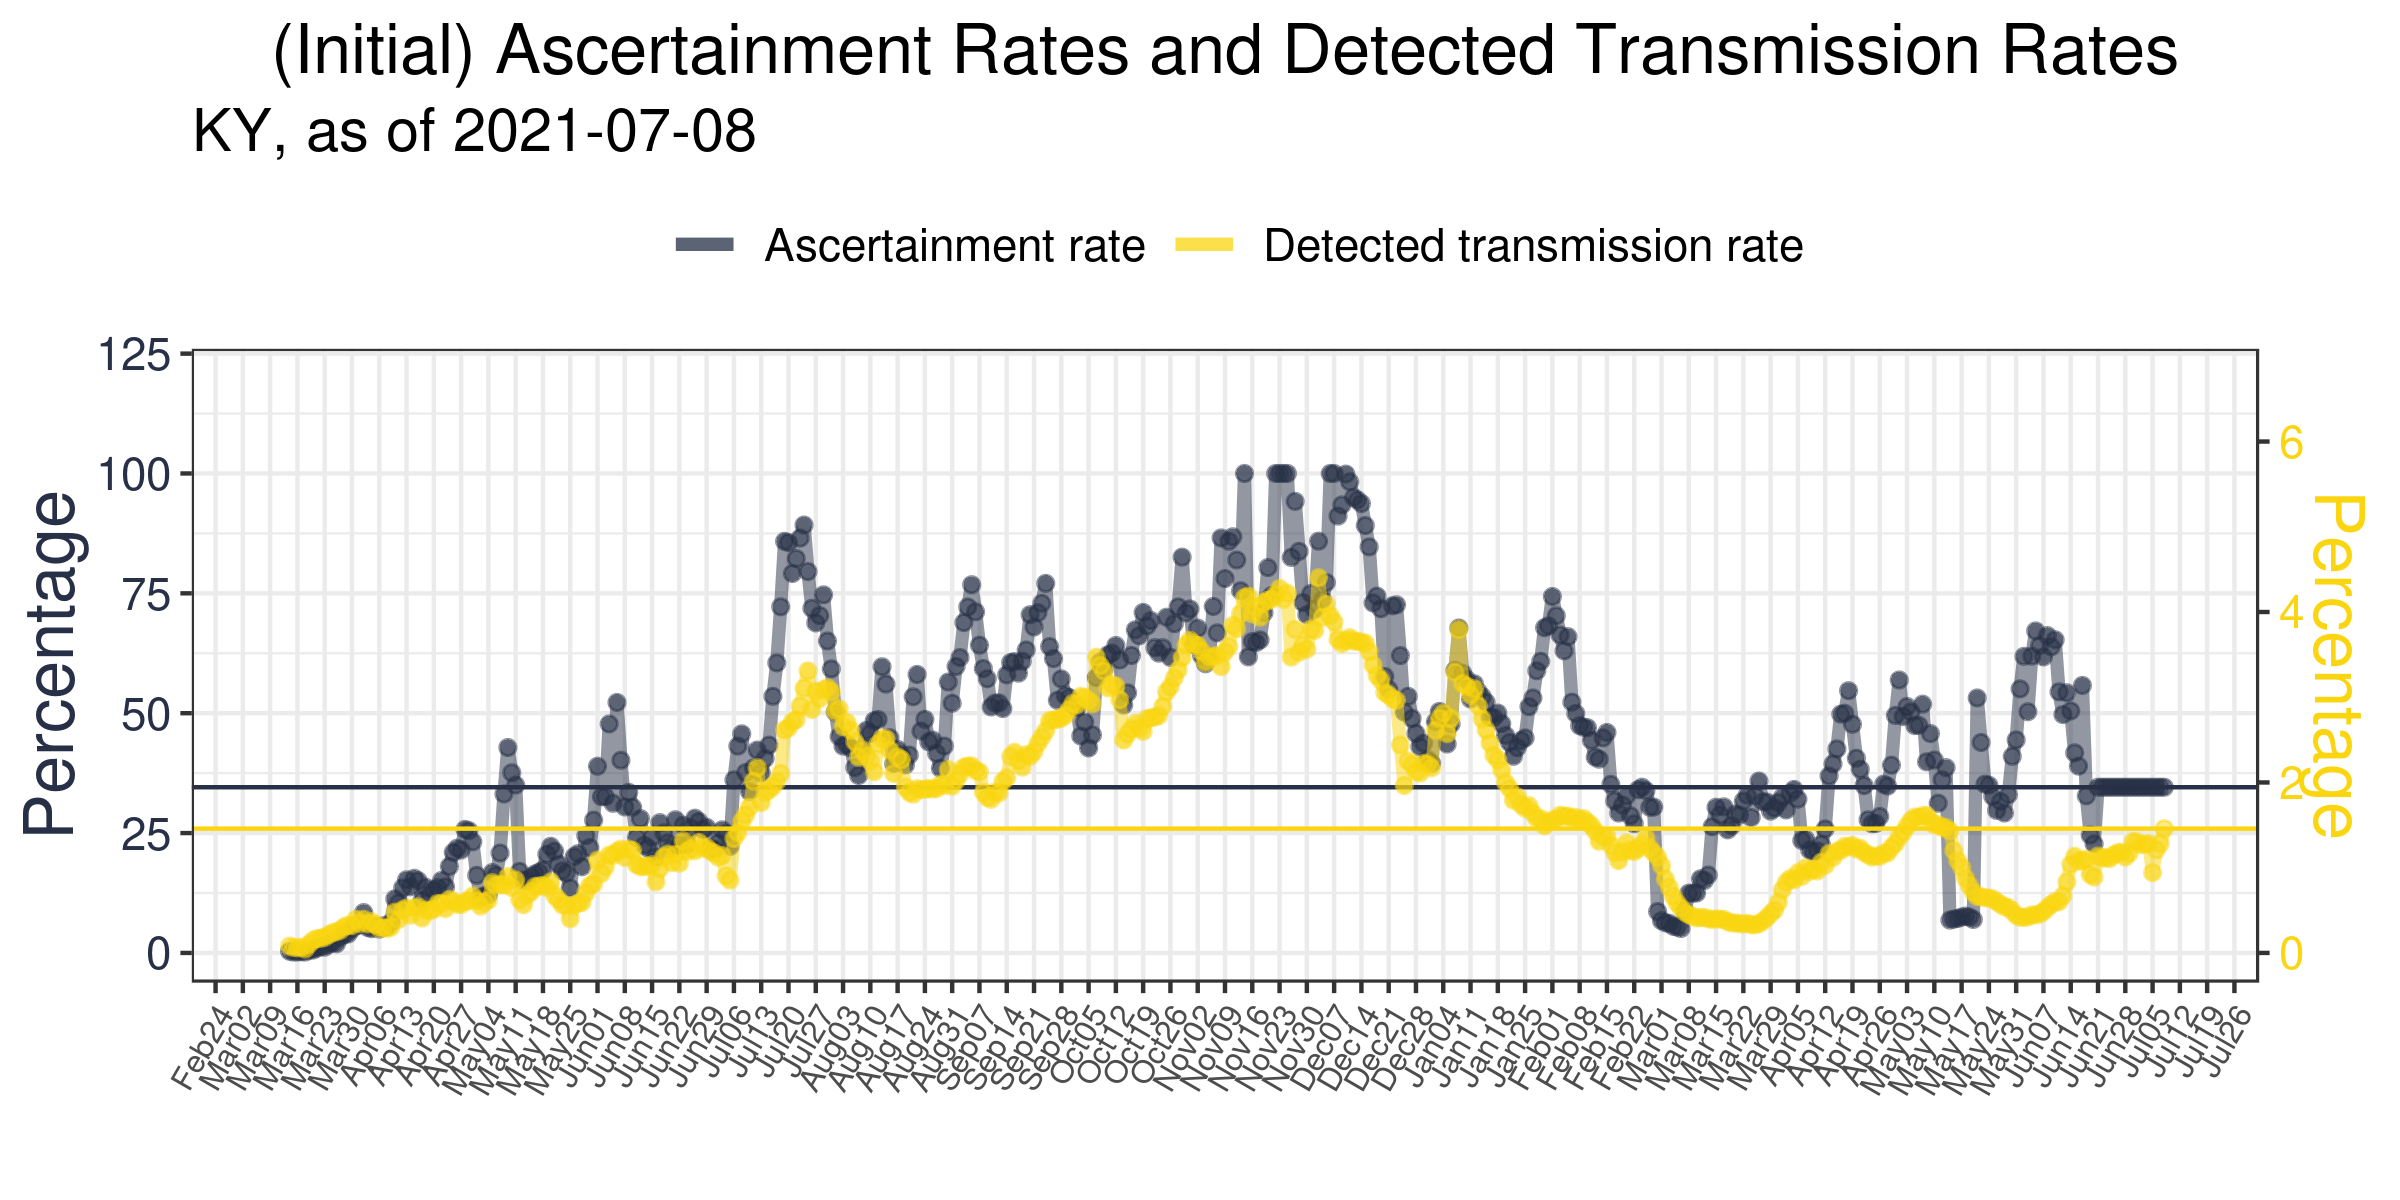 (Initial) Ascertainment Rates and Detected Transmission Rates
KY, as of 2021-07-08
Ascertainment rate
Detected transmission rate
Percentage
125
100
75
50
25
0
6
4
2
0
Percentage
Feb24
Mar02
Mar09
Mar16
Mar23
Mar30
Apr06
Apr13
Apr20
Apr27
May04
May11
May18
May25
Jun01
Jun08
Jun15
Jun22
Jun29
Jul06
Jul13
Jul20
Jul27
Aug03
Aug10
Aug17
Aug24
Aug31
Sep07
Sep14
Sep21
Sep28
Oct05
Oct12
Oct19
Oct26
Nov02
Nov09
Nov16
Nov23
Nov30
Dec07
Dec14
Dec21
Dec28
Jan04
Jan11
Jan18
Jan25
Feb01
Feb08
Feb15
Feb22
Mar01
Mar08
Mar15
Mar22
Mar29
Apr05
Apr12
Apr19
Apr26
May03
May10
May17
May24
May31
Jun07
Jun14
Jun21
Jun28
Jul05
Jul12
Jul19
Jul26